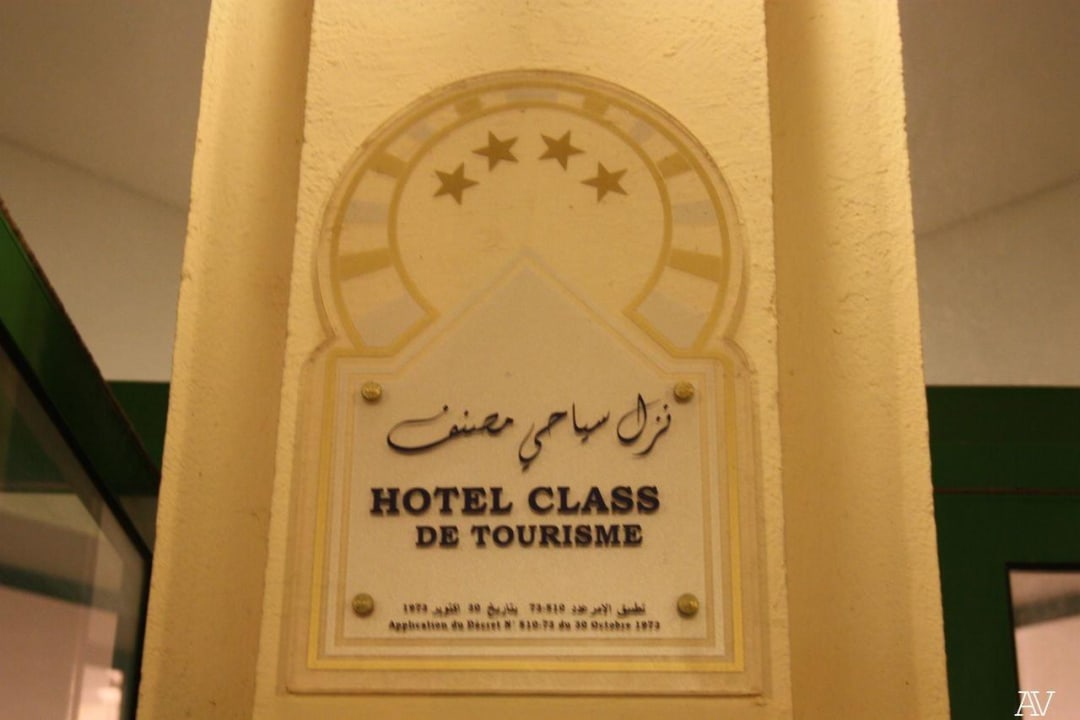 نزل سياحي مصنف
HOTEL CLASS
DE TOURISME
تطبيق الامر عدد 73-810 بتاريخ 30 اكتوبر 1973
Application du Décret N° 810-73 du 30 Octobre 1973
AV